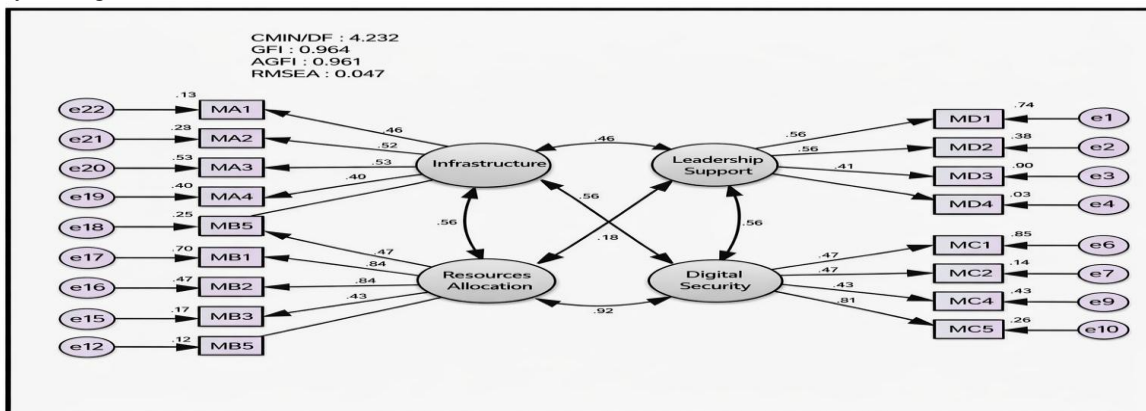 CMIN/DF : 4.232
GFI : 0.964
AGFI : 0.961
RMSEA : 0.047
.13
e22 MA1
.28
e21 MA2
.53
e20 MA3
.40
e19 MA4
.25
e18 MB5
.70
e17 MB1
.47
e16 MB2
.17
e15 MB3
.12
e12 MB5
.46
.52
.53
.40
Infrastructure
.46
Leadership
Support
.56
.56
.41
.74
MD1 e1
.38
MD2 e2
.90
MD3 e3
.03
MD4 e4
.56
.56
.18
.56
.47
.84
.84
.43
Resources
Allocation
.92
Digital
Security
.47
.47
.43
.81
.85
MC1 e6
.14
MC2 e7
.43
MC4 e9
.26
MC5 e10